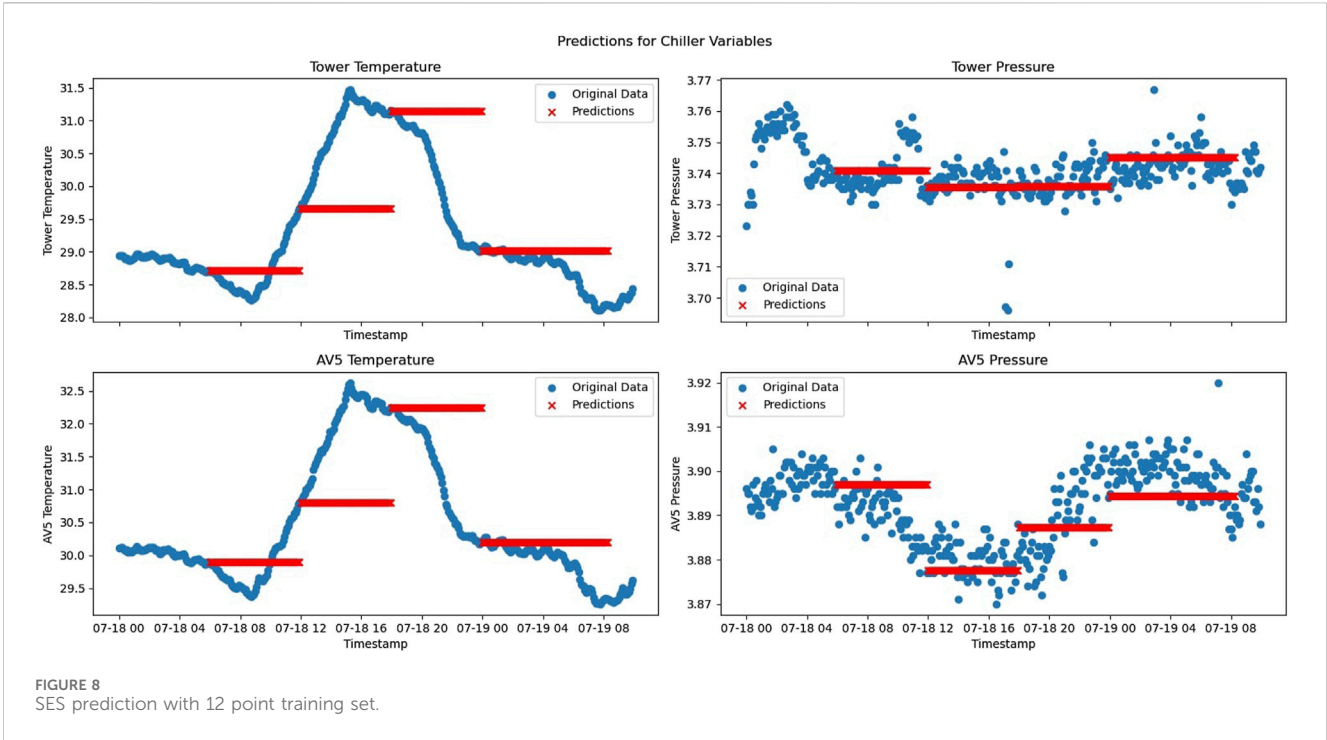 Predictions for Chiller Variables
Tower Temperature
31.5
31.0
30.5
30.0
29.5
29.0
28.5
28.0
Tower Temperature
Original Data
Predictions
Timestamp
Tower Pressure
3.77
3.76
3.75
3.74
3.73
3.72
3.71
3.70
Tower Pressure
Original Data
Predictions
Timestamp
AV5 Temperature
32.5
32.0
31.5
31.0
30.5
30.0
29.5
AV5 Temperature
Original Data
Predictions
07-18 00 07-18 04 07-18 08 07-18 12 07-18 16 07-18 20 07-19 00 07-19 04 07-19 08
Timestamp
AV5 Pressure
3.92
3.91
3.90
3.89
3.88
3.87
AV5 Pressure
Original Data
Predictions
07-18 00 07-18 04 07-18 08 07-18 12 07-18 16 07-18 20 07-19 00 07-19 04 07-19 08
Timestamp
FIGURE 8
SES prediction with 12 point training set.